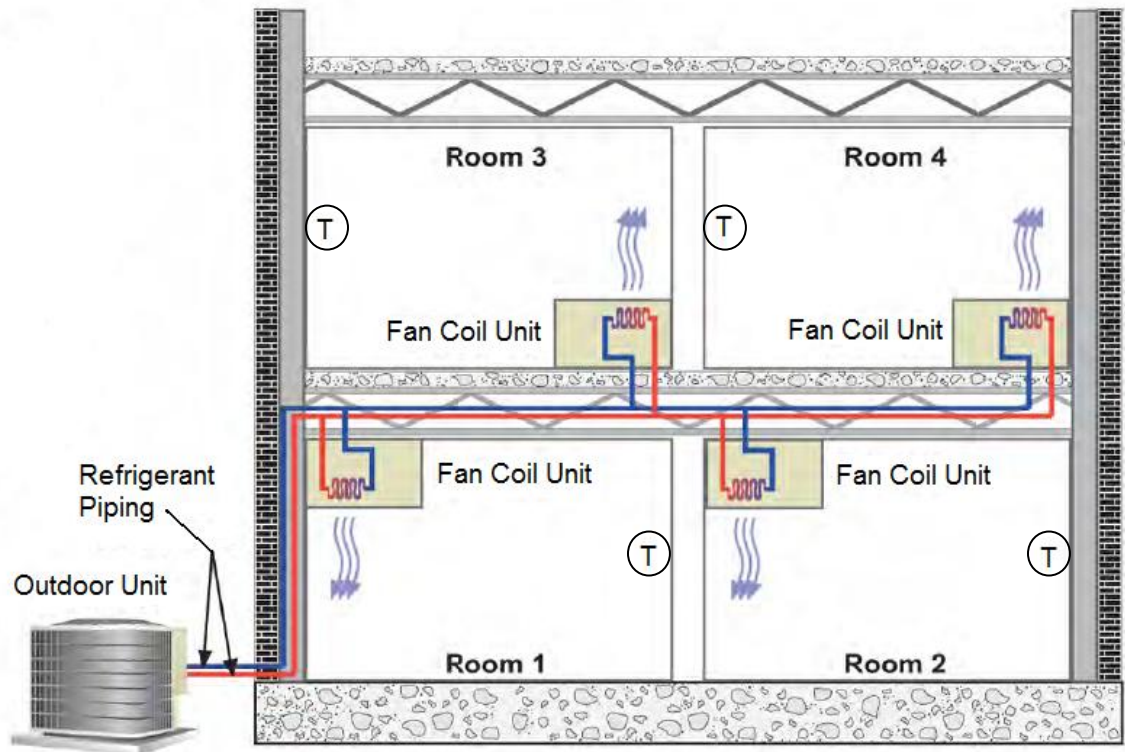 Room 3
Room 4
T
T
Fan Coil Unit
Fan Coil Unit
Refrigerant
Piping
Fan Coil Unit
Fan Coil Unit
T
T
Outdoor Unit
Room 1
Room 2